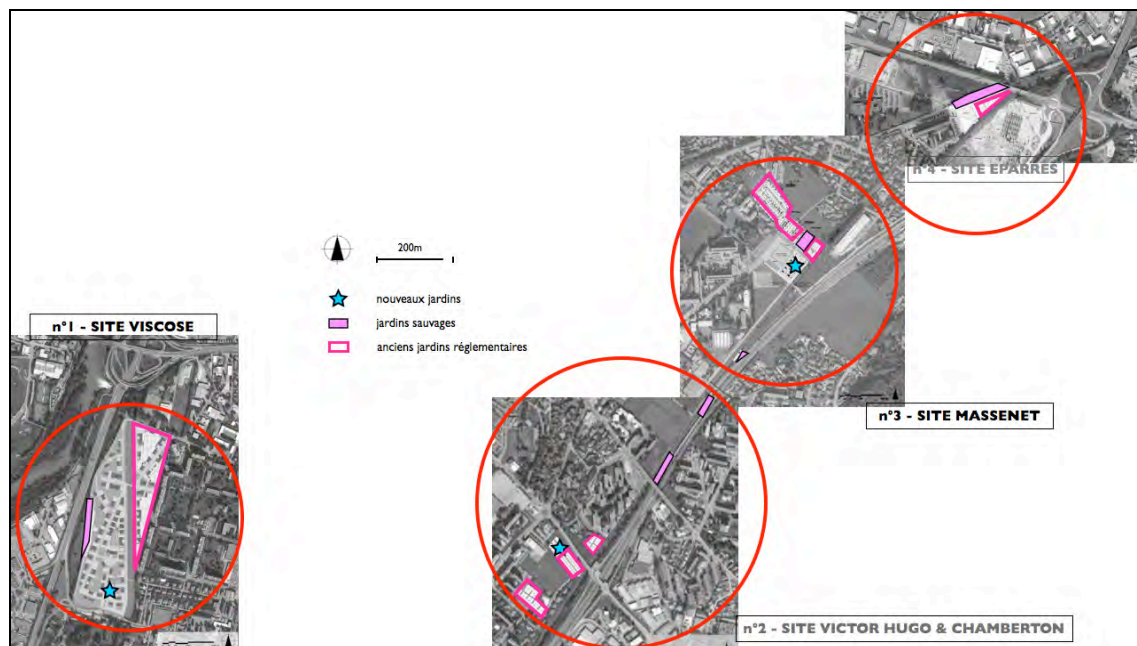 n°4 - SITE EPARRES
200m
nouveaux jardins
jardins sauvages
anciens jardins réglementaires
n°1 - SITE VISCOSE
n°3 - SITE MASSENET
n°2 - SITE VICTOR HUGO & CHAMBERTON